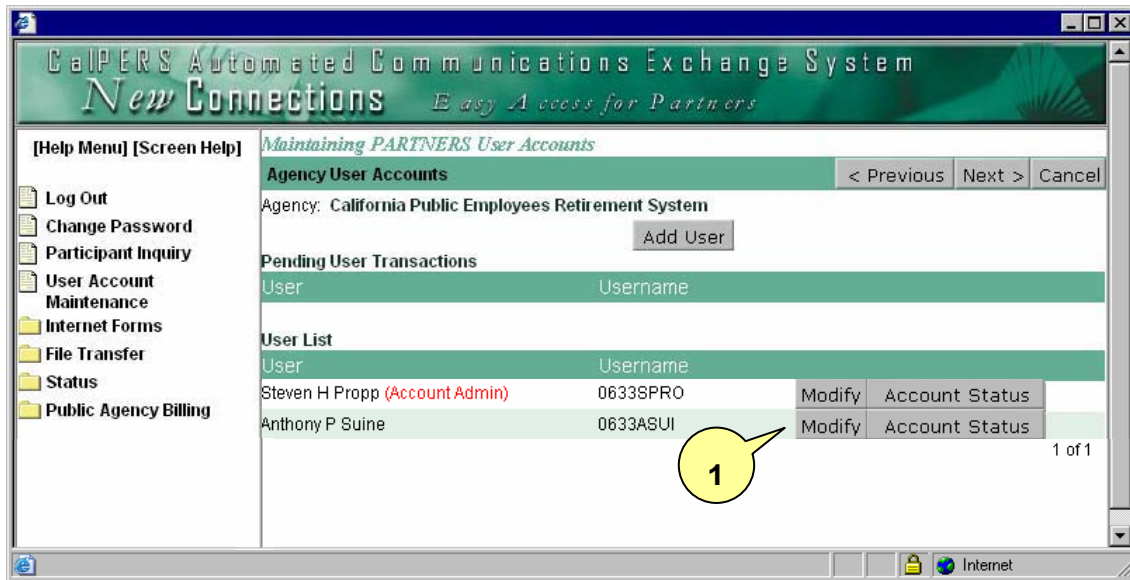 CalPERS Automated Communications Exchange System
New Connections Easy Access for Partners
[Help Menu] [Screen Help]
Log Out
Change Password
Participant Inquiry
User Account
Maintenance
Internet Forms
File Transfer
Status
Public Agency Billing
Maintaining PARTNERS User Accounts
Agency User Accounts < Previous Next > Cancel
Agency: California Public Employees Retirement System
Add User
Pending User Transactions
User Username
User List
User Username
Steven H Propp (Account Admin) 0633SPRO Modify Account Status
Anthony P Suine 0633ASUI Modify Account Status
1 of 1
1
Internet